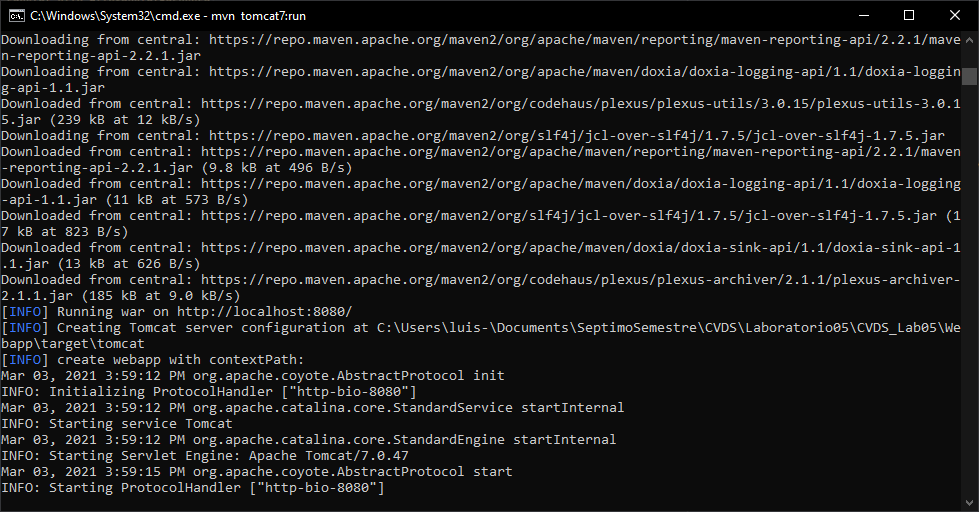 C:\Windows\System32\cmd.exe - mvn  tomcat7:run
Downloading from central: https://repo.maven.apache.org/maven2/org/apache/maven/reporting/maven-reporting-api/2.2.1/mave
n-reporting-api-2.2.1.jar
Downloading from central: https://repo.maven.apache.org/maven2/org/apache/maven/doxia/doxia-logging-api/1.1/doxia-loggin
g-api-1.1.jar
Downloaded from central: https://repo.maven.apache.org/maven2/org/codehaus/plexus/plexus-utils/3.0.15/plexus-utils-3.0.1
5.jar (239 kB at 12 kB/s)
Downloading from central: https://repo.maven.apache.org/maven2/org/slf4j/jcl-over-slf4j/1.7.5/jcl-over-slf4j-1.7.5.jar
Downloaded from central: https://repo.maven.apache.org/maven2/org/apache/maven/reporting/maven-reporting-api/2.2.1/maven
-reporting-api-2.2.1.jar (9.8 kB at 496 B/s)
Downloaded from central: https://repo.maven.apache.org/maven2/org/apache/maven/doxia/doxia-logging-api/1.1/doxia-logging
-api-1.1.jar (11 kB at 573 B/s)
Downloaded from central: https://repo.maven.apache.org/maven2/org/slf4j/jcl-over-slf4j/1.7.5/jcl-over-slf4j-1.7.5.jar (1
7 kB at 823 B/s)
Downloaded from central: https://repo.maven.apache.org/maven2/org/apache/maven/doxia/doxia-sink-api/1.1/doxia-sink-api-1
.1.jar (13 kB at 626 B/s)
Downloaded from central: https://repo.maven.apache.org/maven2/org/codehaus/plexus/plexus-archiver/2.1.1/plexus-archiver-
2.1.1.jar (185 kB at 9.0 kB/s)
[INFO] Running war on http://localhost:8080/
[INFO] Creating Tomcat server configuration at C:\Users\luis-\Documents\SeptimoSemestre\CVDS\Laboratorio05\CVDS_Lab05\We
bapp\target\tomcat
[INFO] create webapp with contextPath:
Mar 03, 2021 3:59:12 PM org.apache.coyote.AbstractProtocol init
INFO: Initializing ProtocolHandler ["http-bio-8080"]
Mar 03, 2021 3:59:12 PM org.apache.catalina.core.StandardService startInternal
INFO: Starting service Tomcat
Mar 03, 2021 3:59:12 PM org.apache.catalina.core.StandardEngine startInternal
INFO: Starting Servlet Engine: Apache Tomcat/7.0.47
Mar 03, 2021 3:59:15 PM org.apache.coyote.AbstractProtocol start
INFO: Starting ProtocolHandler ["http-bio-8080"]